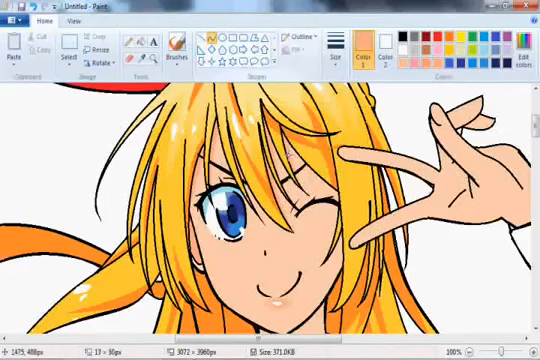 Untitled - Paint
Home View
Cut
Copy
Paste
Clipboard
Crop
Resize
Rotate
Select
Image
Tools
Brushes
Outline
Fill
Shapes
Size
Color 1
Color 2
Edit colors
Colors
1475, 488px
13 × 30px
3072 × 3960px
Size: 371.0KB
100%